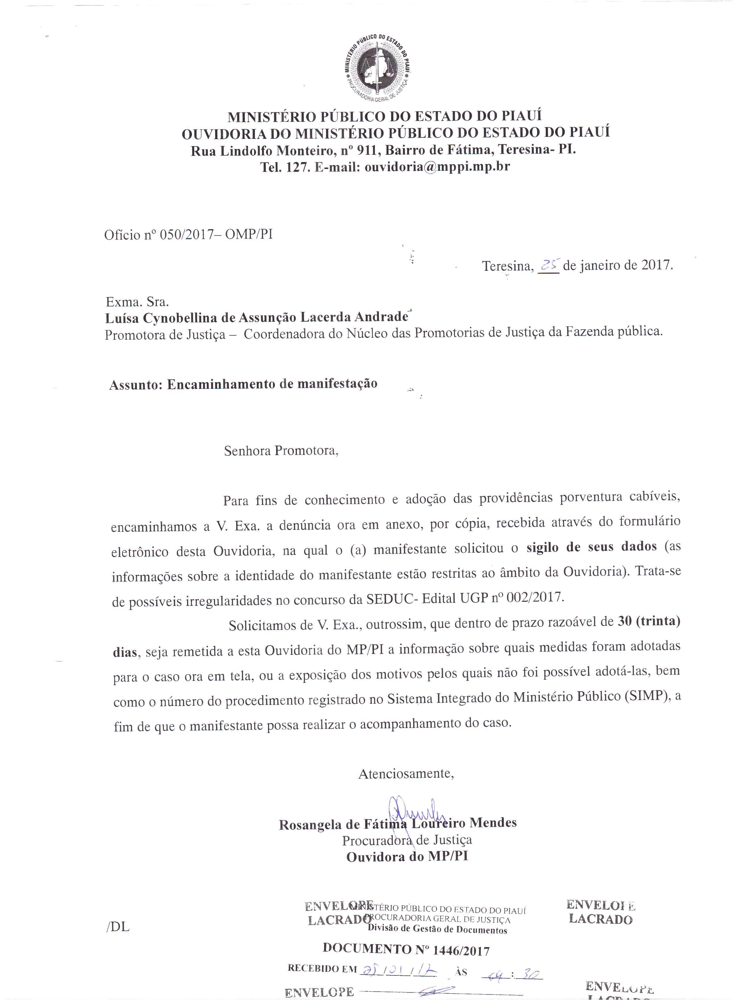 MINISTÉRIO PÚBLICO DO ESTADO DO PIAUÍ
PROCURADORIA GERAL DE JUSTIÇA
MINISTÉRIO PÚBLICO DO ESTADO DO PIAUÍ
OUVIDORIA DO MINISTÉRIO PÚBLICO DO ESTADO DO PIAUÍ
Rua Lindolfo Monteiro, nº 911, Bairro de Fátima, Teresina- PI.
Tel. 127. E-mail: ouvidoria@mppi.mp.br
Ofício nº 050/2017– OMP/PI
Teresina, 25 de janeiro de 2017.
Exma. Sra.
Luísa Cynobellina de Assunção Lacerda Andrade
Promotora de Justiça – Coordenadora do Núcleo das Promotorias de Justiça da Fazenda pública.
Assunto: Encaminhamento de manifestação
Senhora Promotora,
Para fins de conhecimento e adoção das providências porventura cabíveis,
encaminhamos a V. Exa. a denúncia ora em anexo, por cópia, recebida através do formulário
eletrônico desta Ouvidoria, na qual o (a) manifestante solicitou o sigilo de seus dados (as
informações sobre a identidade do manifestante estão restritas ao âmbito da Ouvidoria). Trata-se
de possíveis irregularidades no concurso da SEDUC- Edital UGP nº 002/2017.
Solicitamos de V. Exa., outrossim, que dentro de prazo razoável de 30 (trinta)
dias, seja remetida a esta Ouvidoria do MP/PI a informação sobre quais medidas foram adotadas
para o caso ora em tela, ou a exposição dos motivos pelos quais não foi possível adotá-las, bem
como o número do procedimento registrado no Sistema Integrado do Ministério Público (SIMP), a
fim de que o manifestante possa realizar o acompanhamento do caso.
Atenciosamente,
Rosangela de Fátima Loureiro Mendes
Procuradora de Justiça
Ouvidora do MP/PI
ENVELOPE
LACRADO
MINISTÉRIO PÚBLICO DO ESTADO DO PIAUÍ
PROCURADORIA GERAL DE JUSTIÇA
Divisão de Gestão de Documentos
ENVELOPE
LACRADO
/DL
DOCUMENTO Nº 1446/2017
RECEBIDO EM 25/01/17 ÀS :30
ENVELOPE
ENVELOPE
LACRADO